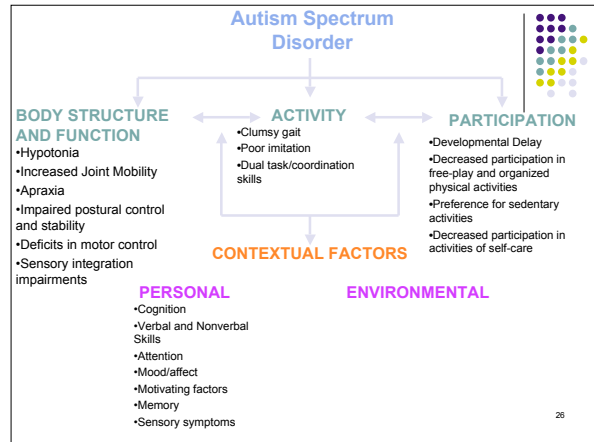 Autism Spectrum
Disorder
BODY STRUCTURE
AND FUNCTION
•Hypotonia
•Increased Joint Mobility
•Apraxia
•Impaired postural control
and stability
•Deficits in motor control
•Sensory integration
impairments
ACTIVITY
•Clumsy gait
•Poor imitation
•Dual task/coordination
skills
PARTICIPATION
•Developmental Delay
•Decreased participation in
free-play and organized
physical activities
•Preference for sedentary
activities
•Decreased participation in
activities of self-care
CONTEXTUAL FACTORS
PERSONAL
•Cognition
•Verbal and Nonverbal
Skills
•Attention
•Mood/affect
•Motivating factors
•Memory
•Sensory symptoms
ENVIRONMENTAL
26